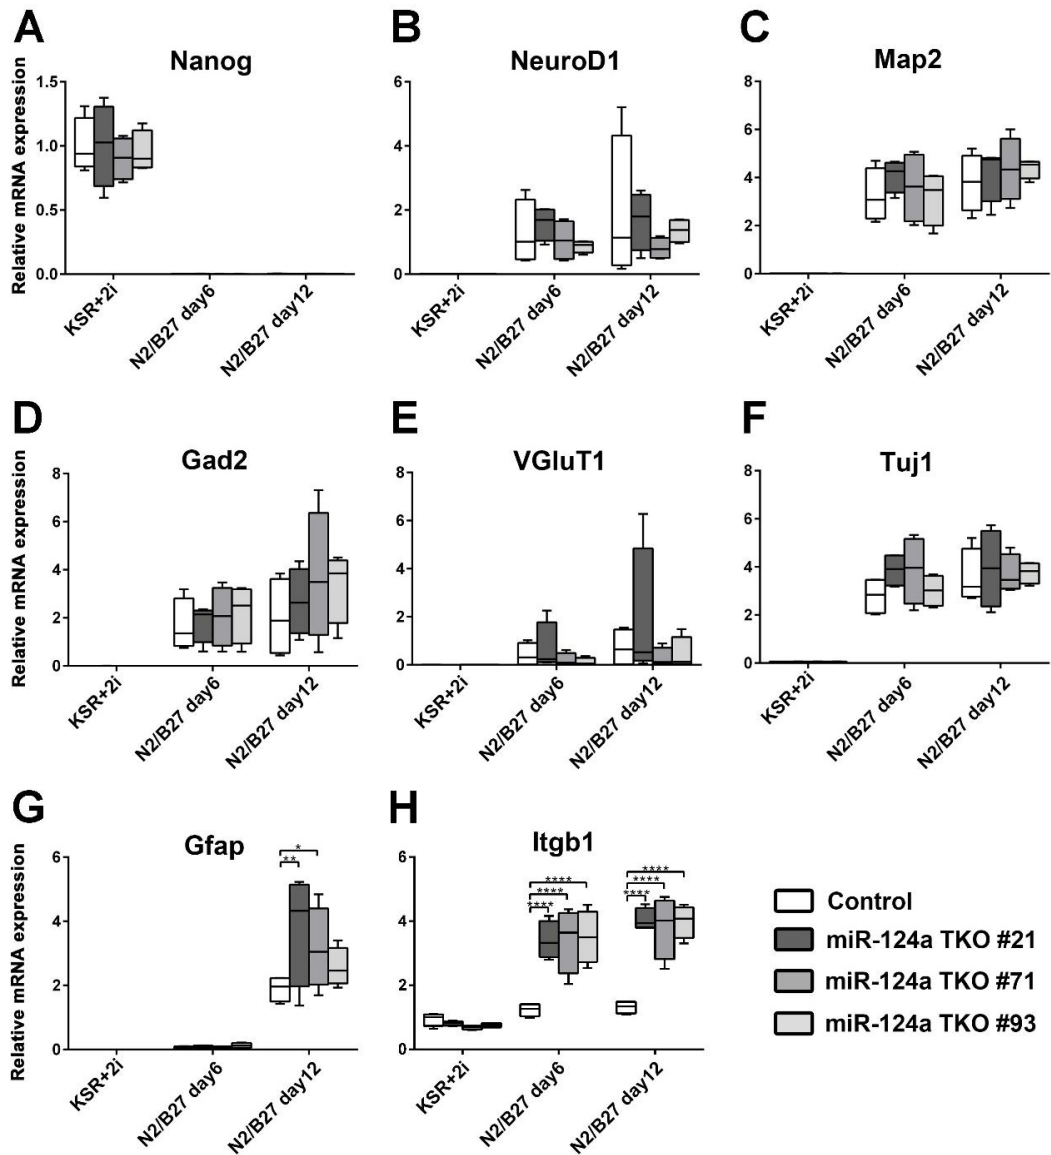 A
Nanog
Relative mRNA expression
1.5
1.0
0.5
0.0
KSR+2i
N2/B27 day6
N2/B27 day12
B
NeuroD1
6
4
2
0
KSR+2i
N2/B27 day6
N2/B27 day12
C
Map2
8
6
4
2
0
KSR+2i
N2/B27 day6
N2/B27 day12
D
Gad2
Relative mRNA expression
8
6
4
2
0
KSR+2i
N2/B27 day6
N2/B27 day12
E
VGluT1
8
6
4
2
0
KSR+2i
N2/B27 day6
N2/B27 day12
F
Tuj1
8
6
4
2
0
KSR+2i
N2/B27 day6
N2/B27 day12
G
Gfap
Relative mRNA expression
6
4
2
0
*
**
KSR+2i
N2/B27 day6
N2/B27 day12
H
Itgb1
6
4
2
0
****
****
****
****
****
****
KSR+2i
N2/B27 day6
N2/B27 day12
Control
miR-124a TKO #21
miR-124a TKO #71
miR-124a TKO #93